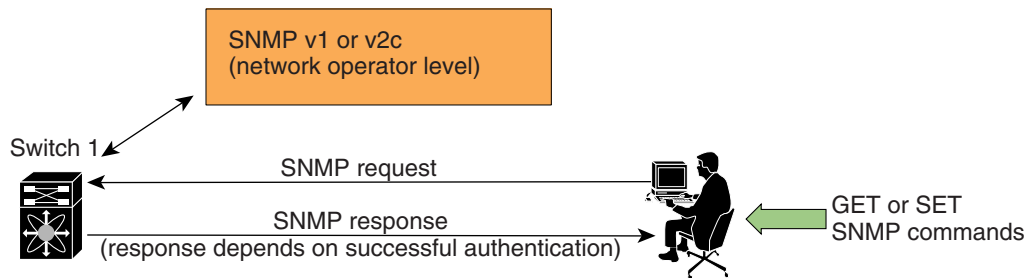 SNMP v1 or v2c
(network operator level)
Switch 1
SNMP request
SNMP response
(response depends on successful authentication)
GET or SET
SNMP commands